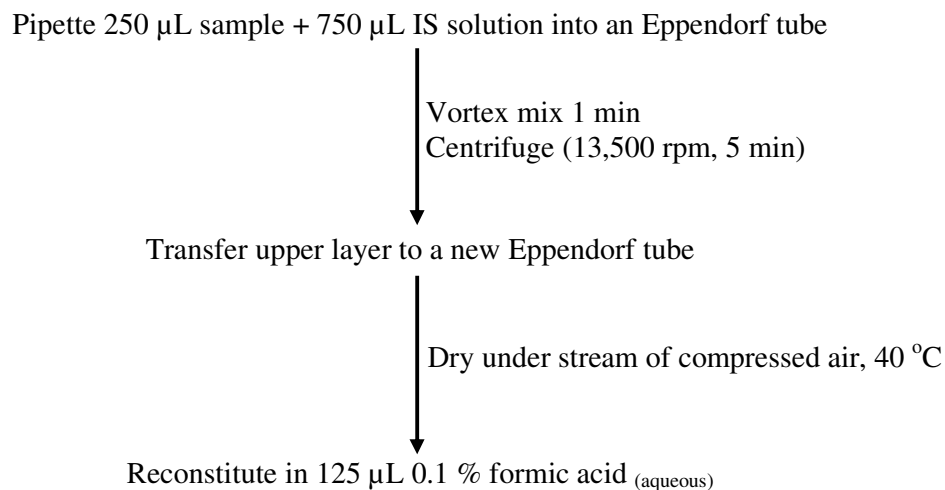 Pipette 250 µL sample + 750 µL IS solution into an Eppendorf tube
Vortex mix 1 min
Centrifuge (13,500 rpm, 5 min)
Transfer upper layer to a new Eppendorf tube
Dry under stream of compressed air, 40 °C
Reconstitute in 125 µL 0.1 % formic acid (aqueous)